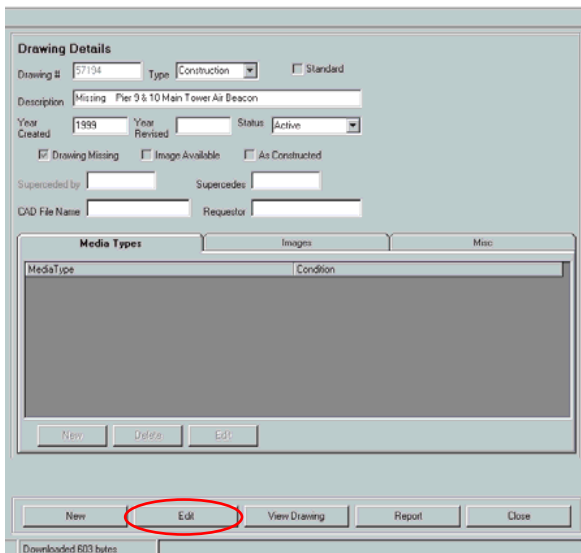 Drawing Details
Drawing # 57194 Type Construction Standard
Description Missing Pier 9 & 10 Main Tower Air Beacon
Year Created 1999 Year Revised Status Active
Drawing Missing Image Available As Constructed
Superceded by Supercedes
CAD File Name Requestor
Media Types Images Misc
MediaType Condition
New Delete Edit
New Edit View Drawing Report Close
Downloaded 603 bytes